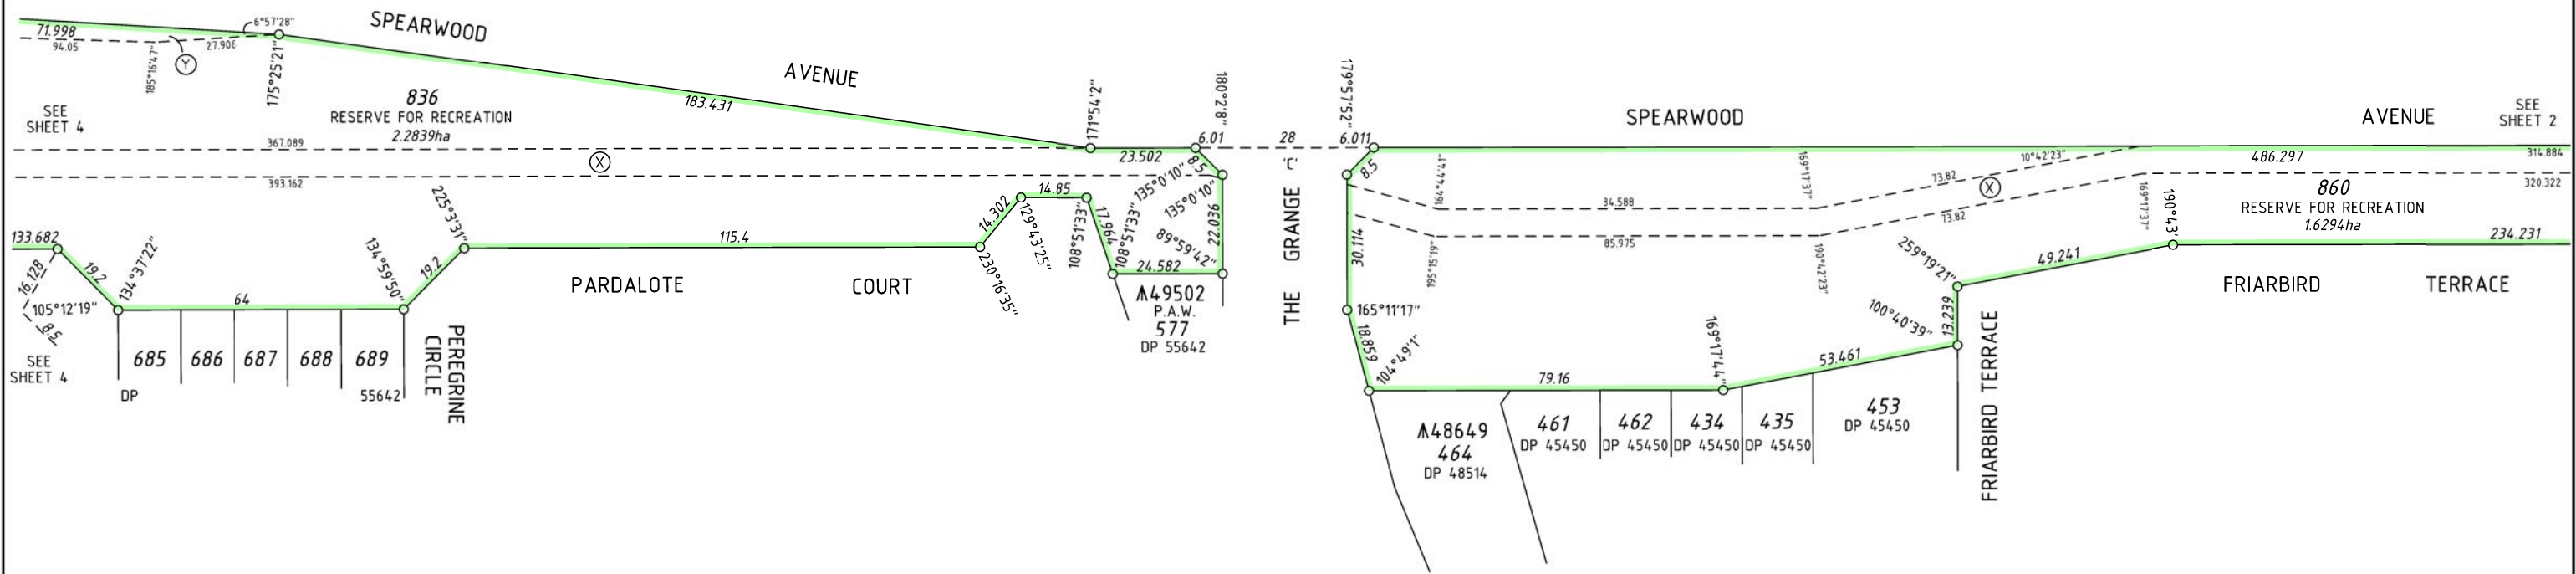 SPEARWOOD
AVENUE
71.998
94.05
6°57'28"
27.906
185°16'47"
Y
175°25'21"
SEE
SHEET 4
836
RESERVE FOR RECREATION
2.2839ha
183.431
367.089
X
393.162
171°54'2"
23.502
6.01
180°2'8"
8.5
135°0'10"
135°0'10"
22.036
89°59'42"
28
'C'
THE GRANGE
179°57'52"
6.011
8.5
SPEARWOOD
AVENUE
SEE
SHEET 2
486.297
314.884
320.322
164°44'41"
34.588
169°17'37"
10°42'23"
73.82
X
73.82
85.975
195°15'19"
190°42'23"
169°17'37"
190°43'
860
RESERVE FOR RECREATION
1.6294ha
234.231
133.682
16.128
105°12'19"
8.5
19.2
134°37'22"
64
134°59'50"
19.2
225°3'31"
115.4
PARDALOTE
COURT
14.302
230°16'35"
129°43'25"
14.85
108°51'33"
17.964
108°51'33"
24.582
49502
P.A.W.
577
DP 55642
SEE
SHEET 4
685
686
687
688
689
DP
55642
PEREGRINE
CIRCLE
30.114
165°11'17"
18.859
104°49'1"
79.16
169°17'44"
53.461
100°40'39"
13.239
259°19'21"
49.241
FRIARBIRD
TERRACE
FRIARBIRD TERRACE
48649
464
DP 48514
461
DP 45450
462
DP 45450
434
DP 45450
435
DP 45450
453
DP 45450